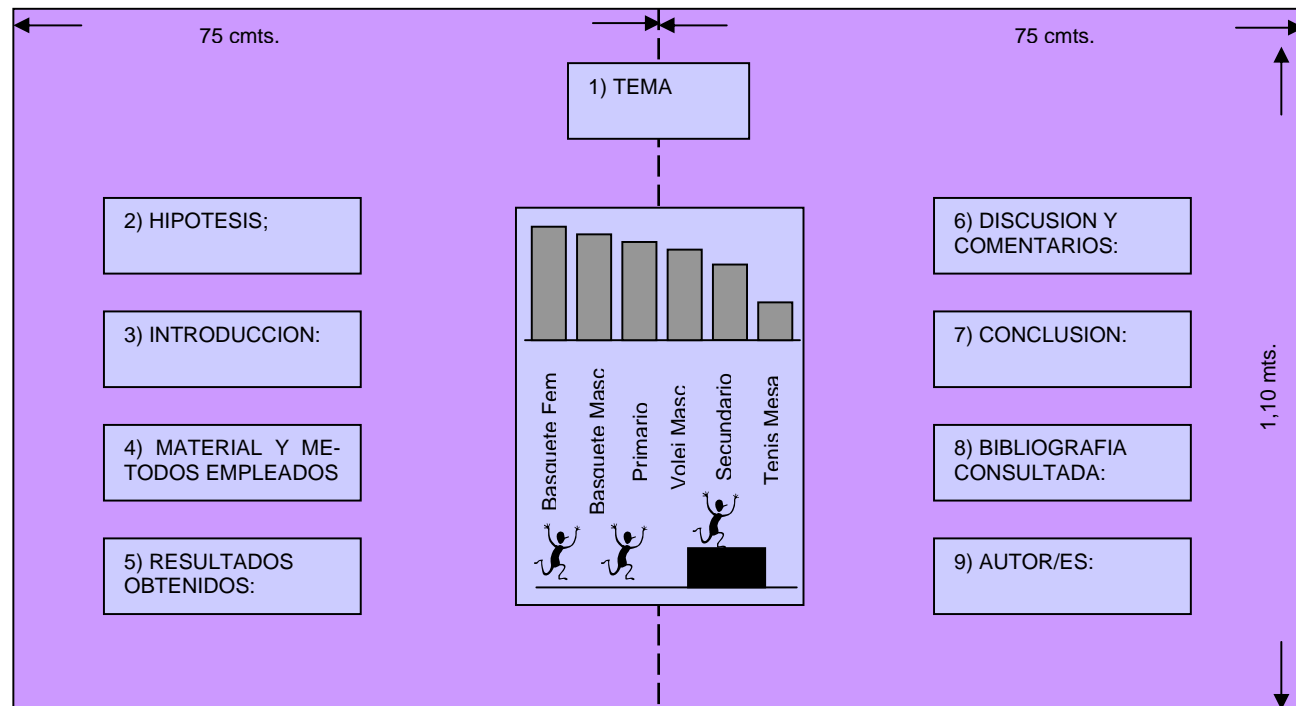 75 cmts.
75 cmts.
1) TEMA
2) HIPOTESIS;
3) INTRODUCCION:
4) MATERIAL Y ME-
TODOS EMPLEADOS
5) RESULTADOS
OBTENIDOS:
Basquete Fem
Basquete Masc
Primario
Volei Masc
Secundario
Tenis Mesa
6) DISCUSION Y
COMENTARIOS:
7) CONCLUSION:
8) BIBLIOGRAFIA
CONSULTADA:
9) AUTOR/ES:
1,10 mts.